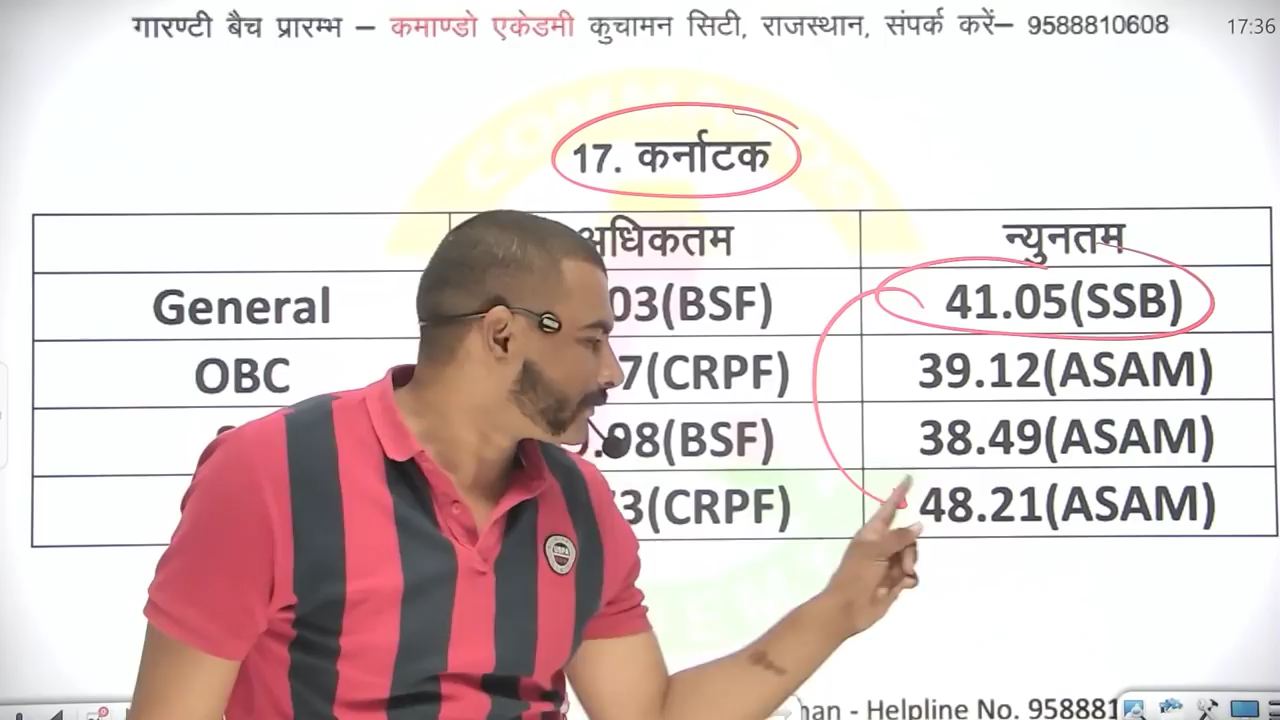 गारण्टी बैच प्रारम्भ – कमाण्डो एकेडमी कुचामन सिटी, राजस्थान, संपर्क करें– 9588810608
17:36
17. कर्नाटक
अधिकतम न्युनतम
General 03(BSF) 41.05(SSB)
OBC 7(CRPF) 39.12(ASAM)
98(BSF) 38.49(ASAM)
3(CRPF) 48.21(ASAM)
- Helpline No. 958881